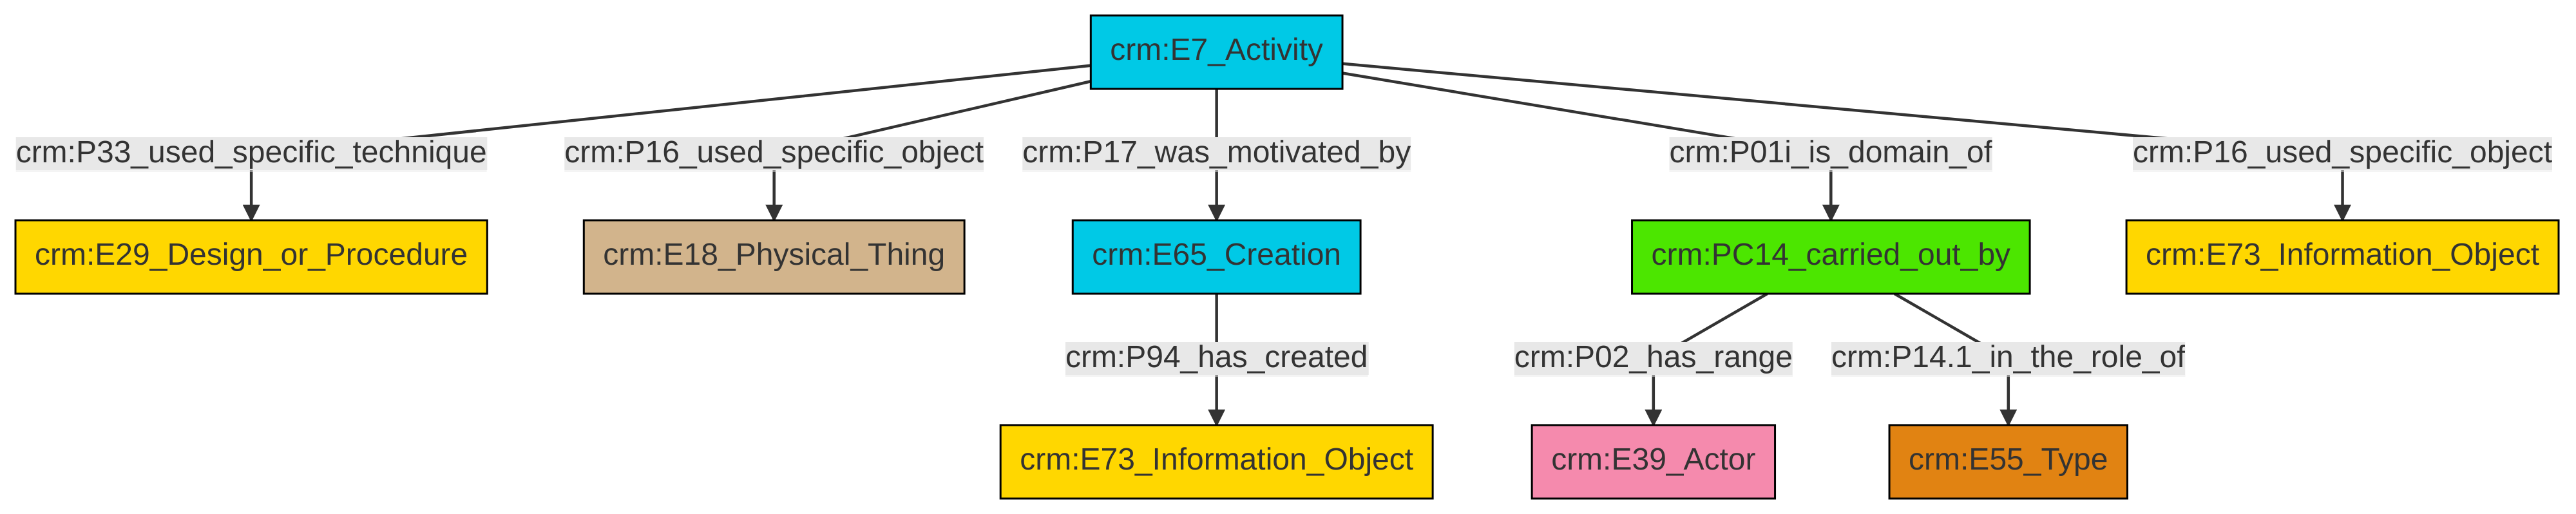 crm:E7_Activity
crm:P33_used_specific_technique
crm:P16_used_specific_object
crm:P17_was_motivated_by
crm:P01i_is_domain_of
crm:P16_used_specific_object
crm:E29_Design_or_Procedure
crm:E18_Physical_Thing
crm:E65_Creation
crm:PC14_carried_out_by
crm:E73_Information_Object
crm:P94_has_created
crm:P02_has_range
crm:P14.1_in_the_role_of
crm:E73_Information_Object
crm:E39_Actor
crm:E55_Type